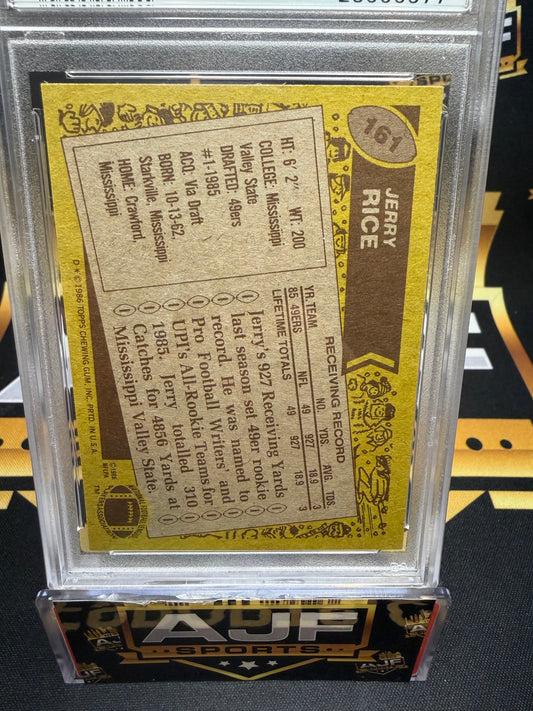 161
JERRY
RICE
HT: 6' 2" WT: 200
COLLEGE: Mississippi
Valley State
DRAFTED: 49ers
#1-1985
ACQ: Via Draft
BORN: 10-13-62,
Starkville, Mississippi
HOME: Crawford,
Mississippi
RECEIVING RECORD
YR. TEAM NO. YDS. AVG. TDS.
85 49ERS NFL 49 927 18.9 3
LIFETIME TOTALS 49 927 18.9 3
Jerry's 927 Receiving Yards
last season set 49er rookie
record. He was named to
Pro Football Writers' and
UPI's All-Rookie Teams for
1985. Jerry totalled 310
Catches for 4856 Yards at
Mississippi Valley State.
D * © 1986 TOPPS CHEWING GUM, INC. PRTD. IN U.S.A.
© 1985
NFLPA
TM
AJF
SPORTS
AJF